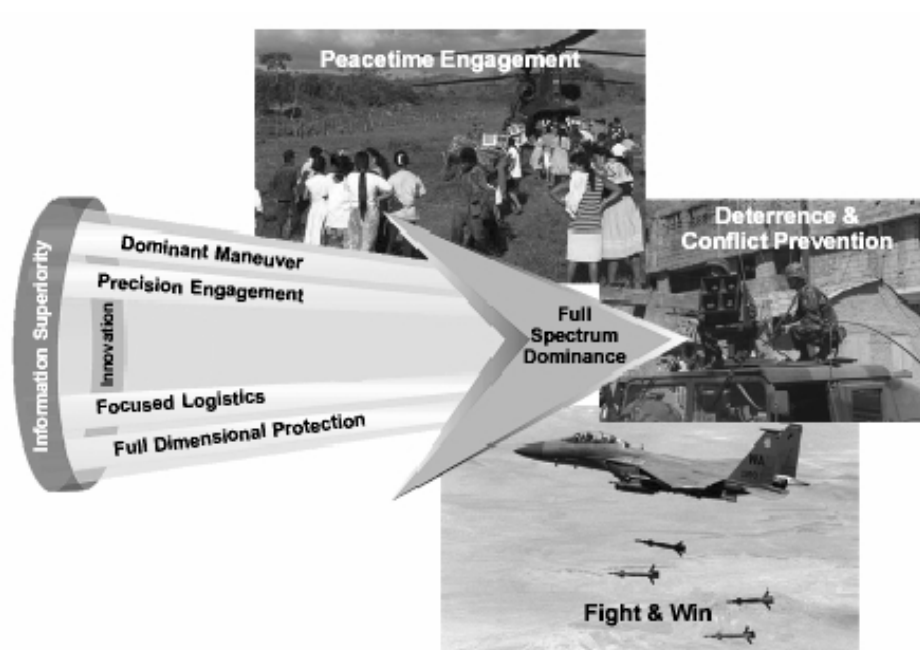 Peacetime Engagement
Deterrence &
Conflict Prevention
Information Superiority
Dominant Maneuver
Precision Engagement
Innovation
Focused Logistics
Full Dimensional Protection
Full
Spectrum
Dominance
WA
Fight & Win